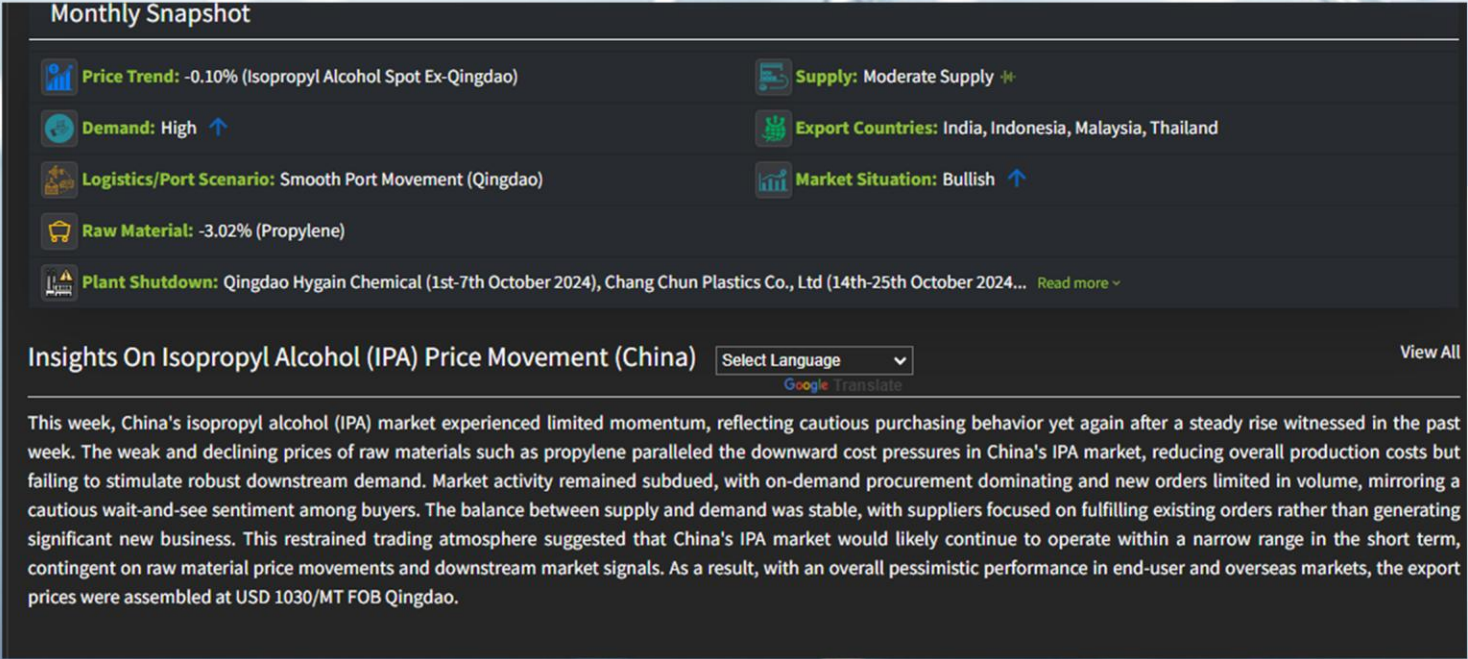 Monthly Snapshot
Price Trend: -0.10% (Isopropyl Alcohol Spot Ex-Qingdao)
Supply: Moderate Supply
Demand: High
Export Countries: India, Indonesia, Malaysia, Thailand
Logistics/Port Scenario: Smooth Port Movement (Qingdao)
Market Situation: Bullish
Raw Material: -3.02% (Propylene)
Plant Shutdown: Qingdao Hygain Chemical (1st-7th October 2024), Chang Chun Plastics Co., Ltd (14th-25th October 2024... Read more
Insights On Isopropyl Alcohol (IPA) Price Movement (China)
Select Language
View All
Google Translate
This week, China's isopropyl alcohol (IPA) market experienced limited momentum, reflecting cautious purchasing behavior yet again after a steady rise witnessed in the past
week. The weak and declining prices of raw materials such as propylene paralleled the downward cost pressures in China's IPA market, reducing overall production costs but
failing to stimulate robust downstream demand. Market activity remained subdued, with on-demand procurement dominating and new orders limited in volume, mirroring a
cautious wait-and-see sentiment among buyers. The balance between supply and demand was stable, with suppliers focused on fulfilling existing orders rather than generating
significant new business. This restrained trading atmosphere suggested that China's IPA market would likely continue to operate within a narrow range in the short term,
contingent on raw material price movements and downstream market signals. As a result, with an overall pessimistic performance in end-user and overseas markets, the export
prices were assembled at USD 1030/MT FOB Qingdao.